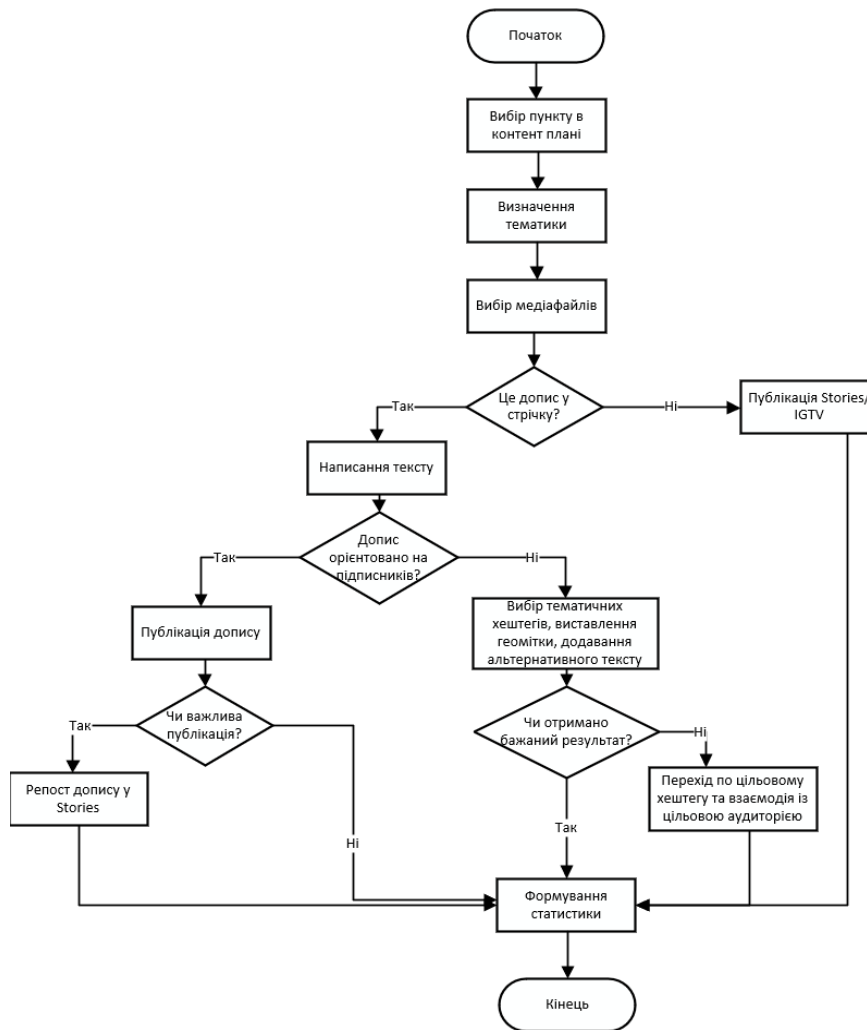 Початок
Вибір пункту в
контент плані
Визначення
тематики
Вибір медіафайлів
Це допис у
стрічку?
Так
Ні
Публікація Stories/
IGTV
Написання тексту
Допис
орієнтовано на
підписників?
Так
Ні
Публікація допису
Вибір тематичних
хештегів, виставлення
геомітки, додавання
альтернативного тексту
Чи важлива
публікація?
Так
Чи отримано
бажаний результат?
Ні
Репост допису у
Stories
Перехід по цільовому
хештегу та взаємодія із
цільовою аудиторією
Ні
Так
Формування
статистики
Кінець